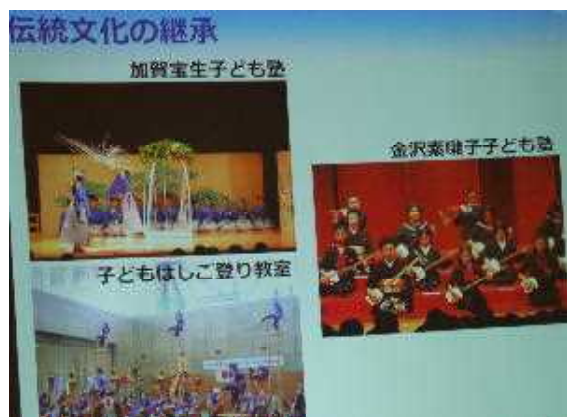 伝統文化の継承
加賀宝生子ども塾
金沢素囃子子ども塾
子どもはしご登り教室